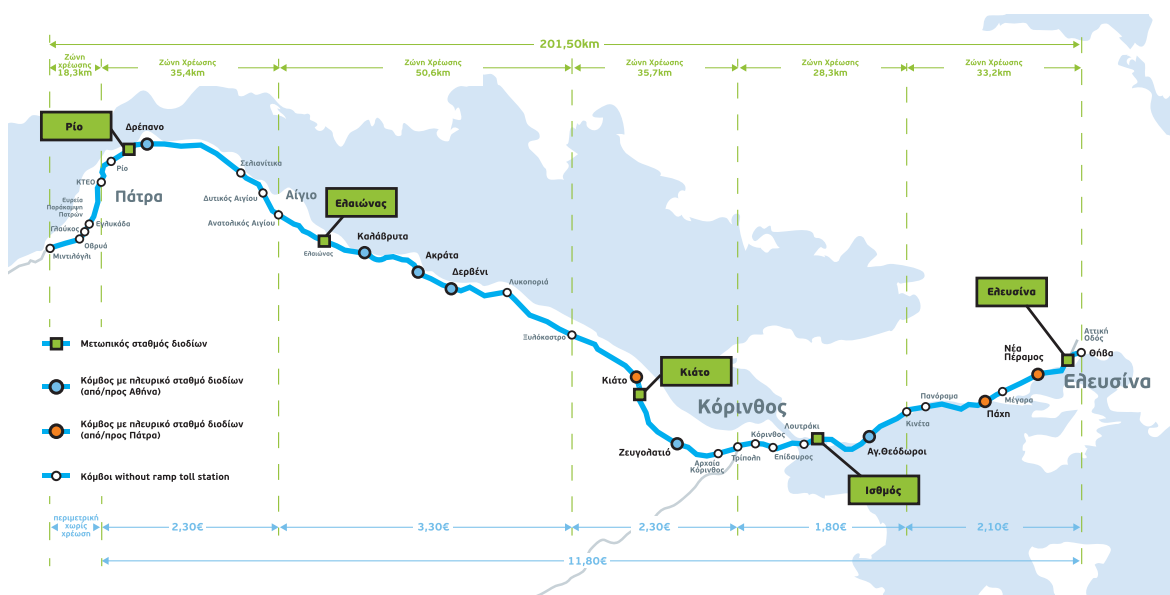 201,50km
Ζώνη
χρέωσης
18,3km
Ζώνη Χρέωσης
35,4km
Ζώνη Χρέωσης
50,6km
Ζώνη Χρέωσης
35,7km
Ζώνη Χρέωσης
28,3km
Ζώνη Χρέωσης
33,2km
Ρίο
Δρέπανο
Ρίο
ΚΤΕΟ
Πάτρα
Ευρεία
Παράκαμψη
Πατρών
Γλαύκος
Εγλυκάδα
Οβρυά
Μιντιλόγλι
Σελιανίτικα
Δυτικός Αιγίου
Αίγιο
Ανατολικός Αιγίου
Ελαιώνας
Ελαιώνας
Καλάβρυτα
Ακράτα
Δερβένι
Λυκοποριά
Ξυλόκαστρο
Κιάτο
Κιάτο
Κόρινθος
Ζευγολατιό
Αρχαία
Κόρινθος
Τρίπολη
Κόρινθος
Επίδαυρος
Λουτράκι
Ισθμός
Αγ.Θεόδωροι
Κινέτα
Πανόραμα
Πάχη
Μέγαρα
Νέα
Πέραμος
Ελευσίνα
Αττική
Οδός
Θήβα
Ελευσίνα
Μετωπικός σταθμός διοδίων
Κόμβος με πλευρικό σταθμό διοδίων
(από/προς Αθήνα)
Κόμβος με πλευρικό σταθμό διοδίων
(από/προς Πάτρα)
Κόμβοι without ramp toll station
περιμετρική
χωρίς
χρέωση
2,30€
3,30€
2,30€
1,80€
2,10€
11,80€